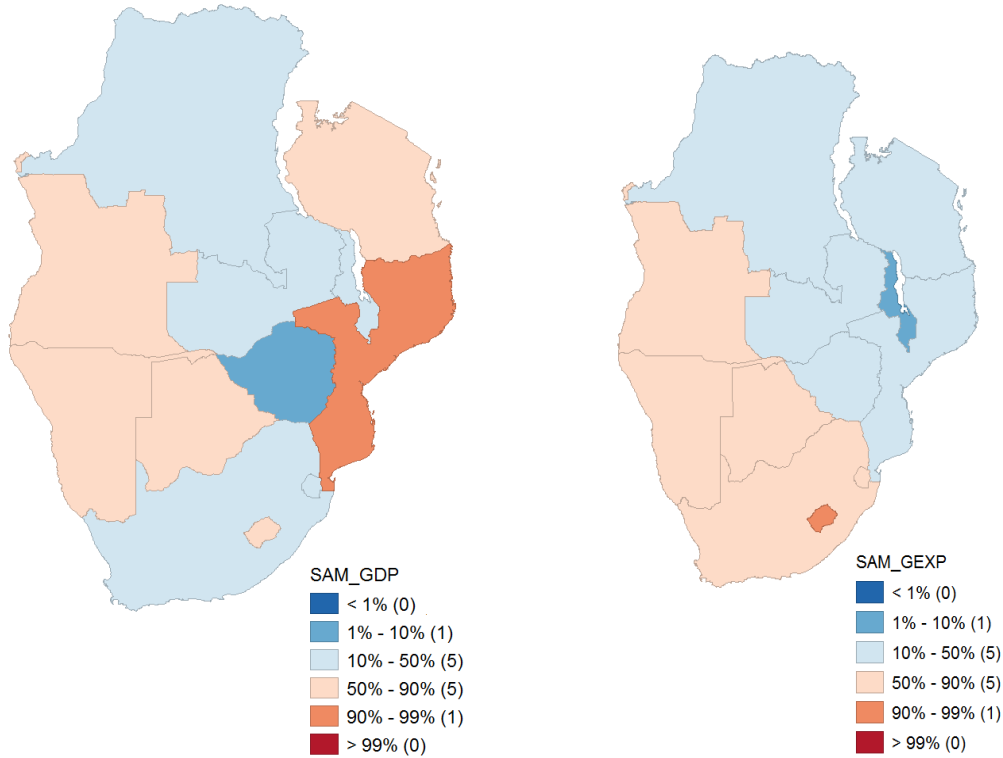 SAM_GDP
< 1% (0)
1% - 10% (1)
10% - 50% (5)
50% - 90% (5)
90% - 99% (1)
> 99% (0)
SAM_GEXP
< 1% (0)
1% - 10% (1)
10% - 50% (5)
50% - 90% (5)
90% - 99% (1)
> 99% (0)